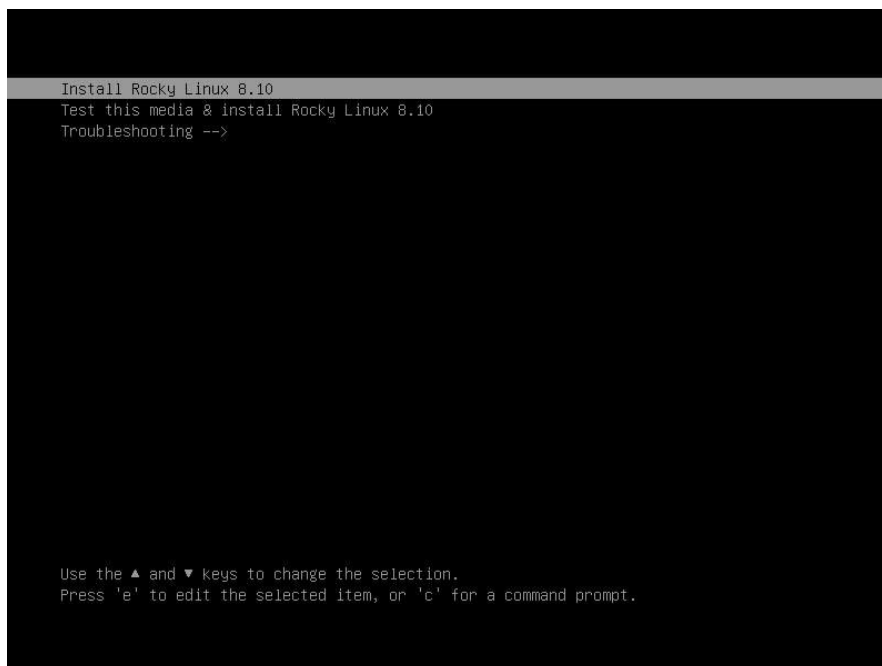 Install Rocky Linux 8.10
Test this media & install Rocky Linux 8.10
Troubleshooting -->
Use the ▲ and ▼ keys to change the selection.
Press 'e' to edit the selected item, or 'c' for a command prompt.